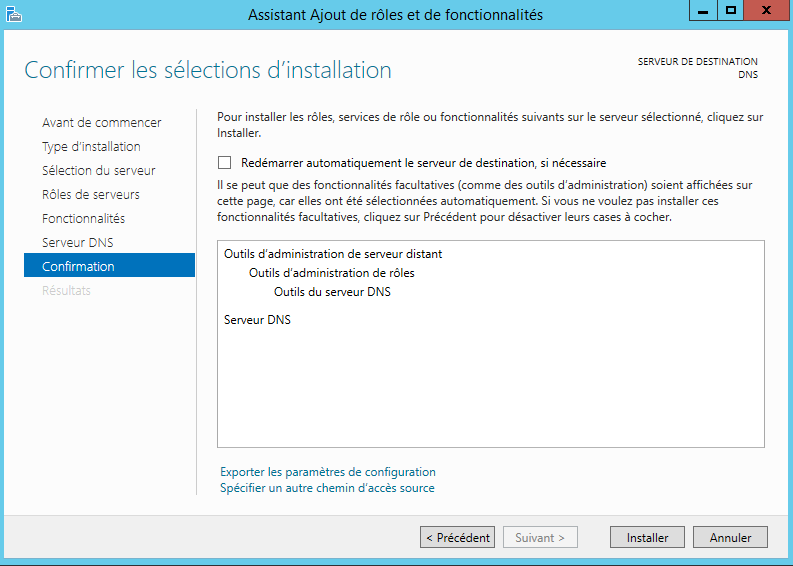 Assistant Ajout de rôles et de fonctionnalités
Confirmer les sélections d'installation
SERVEUR DE DESTINATION
DNS
Avant de commencer
Type d'installation
Sélection du serveur
Rôles de serveurs
Fonctionnalités
Serveur DNS
Confirmation
Résultats
Pour installer les rôles, services de rôle ou fonctionnalités suivants sur le serveur sélectionné, cliquez sur
Installer.
Redémarrer automatiquement le serveur de destination, si nécessaire
Il se peut que des fonctionnalités facultatives (comme des outils d'administration) soient affichées sur
cette page, car elles ont été sélectionnées automatiquement. Si vous ne voulez pas installer ces
fonctionnalités facultatives, cliquez sur Précédent pour désactiver leurs cases à cocher.
Outils d'administration de serveur distant
Outils d'administration de rôles
Outils du serveur DNS
Serveur DNS
Exporter les paramètres de configuration
Spécifier un autre chemin d'accès source
< Précédent
Suivant >
Installer
Annuler